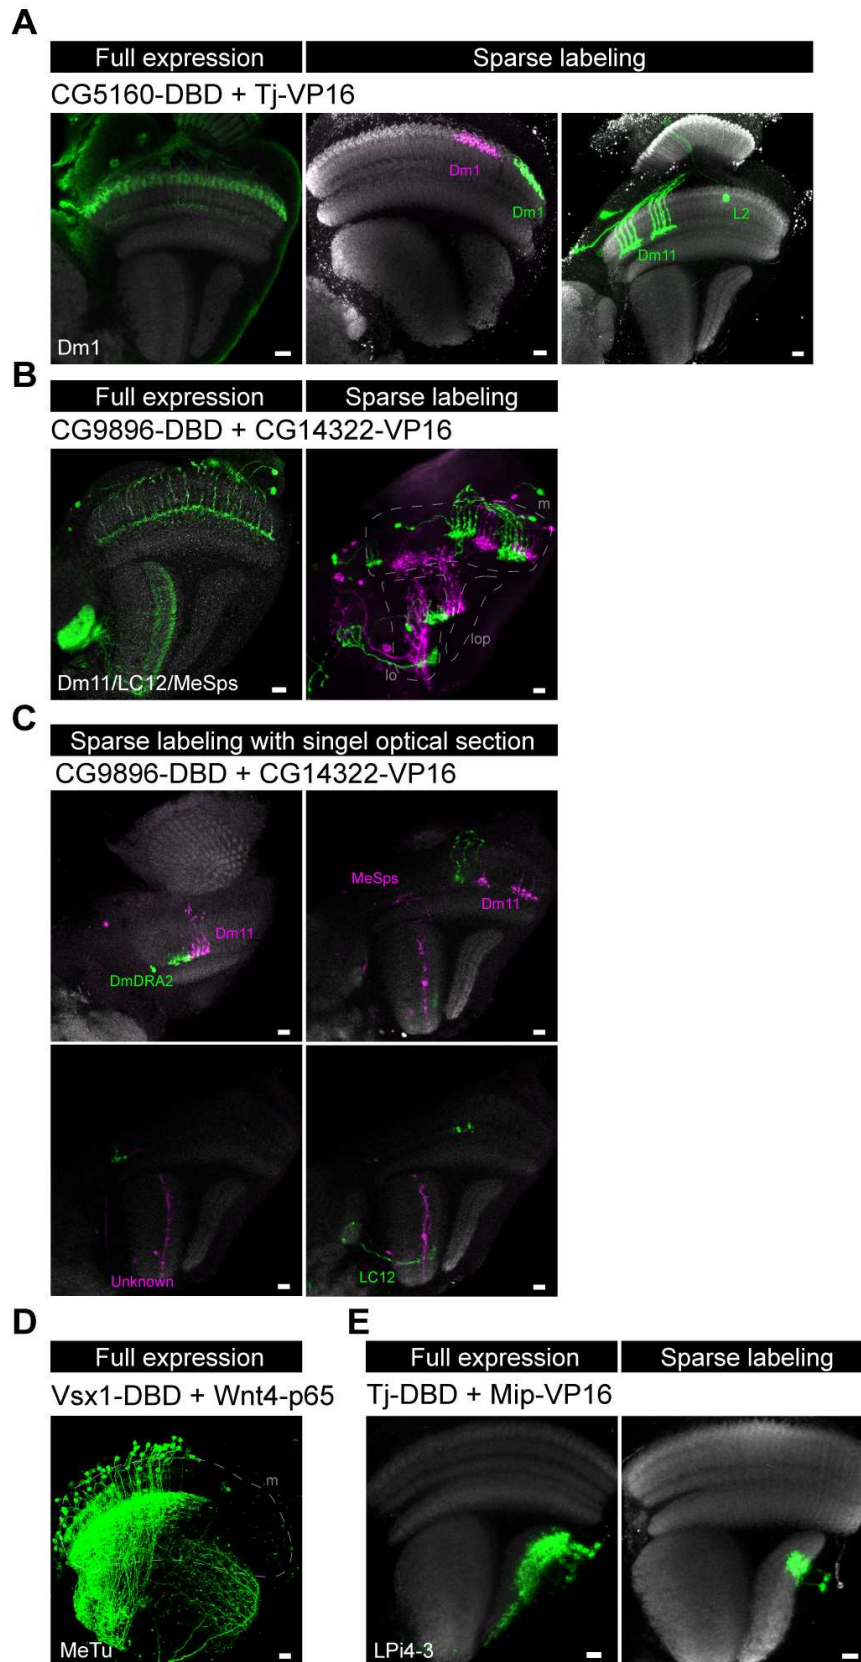 A
Full expression
Sparse labeling
CG5160-DBD + Tj-VP16
Dm1
Dm1
Dm1
L2
Dm11
B
Full expression
Sparse labeling
CG9896-DBD + CG14322-VP16
Dm11/LC12/MeSps
m
lop
lo
C
Sparse labeling with singel optical section
CG9896-DBD + CG14322-VP16
Dm11
DmDRA2
MeSps
Dm11
Unknown
LC12
D
Full expression
Vsx1-DBD + Wnt4-p65
m
MeTu
E
Full expression
Sparse labeling
Tj-DBD + Mip-VP16
LPi4-3